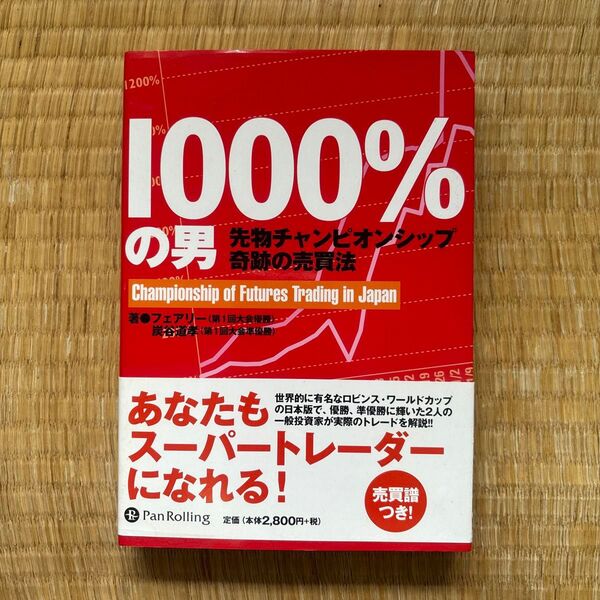 1200%
1000%
の男
先物チャンピオンシップ
奇跡の売買法
Championship of Futures Trading in Japan
著●フェアリー(第1回大会優勝)
炭谷道孝(第1回大会準優勝)
あなたも
スーパートレーダー
になれる!
世界的に有名なロビンス・ワールドカップ
の日本版で、優勝、準優勝に輝いた2人の
一般投資家が実際のトレードを解説!!
売買譜
つき!
PanRolling
定価(本体2,800円+税)